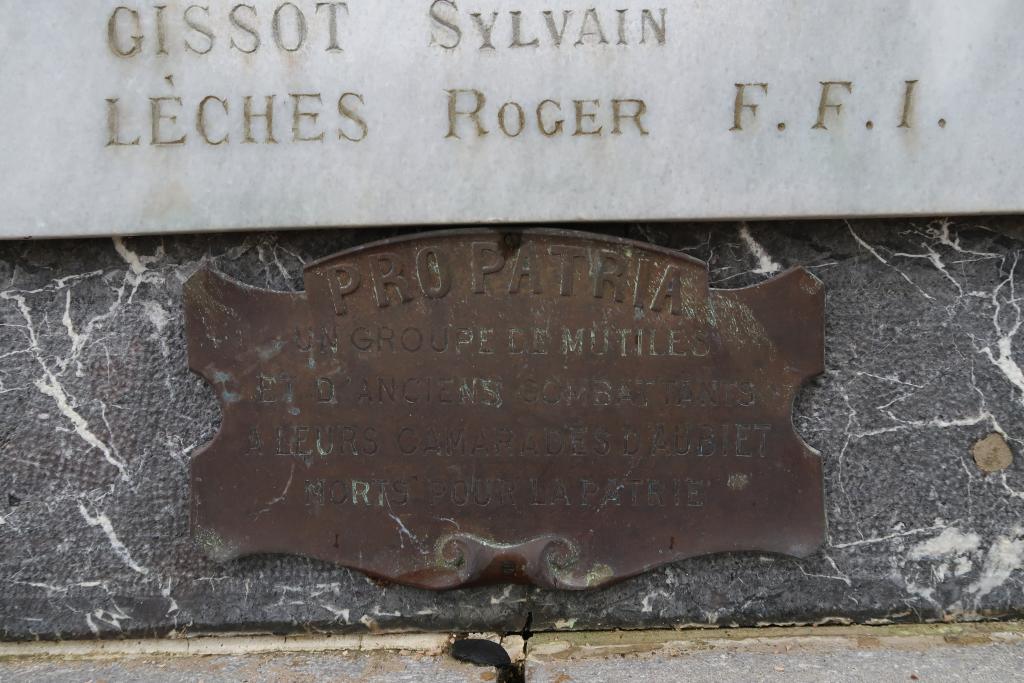 GISSOT SYLVAIN
LÈCHES ROGER F.F.I.
PRO PATRIA
UN GROUPE DE MUTILES
ET D'ANCIENS COMBATTANTS
A LEURS CAMARADES D'AUBIET
MORTS POUR LA PATRIE